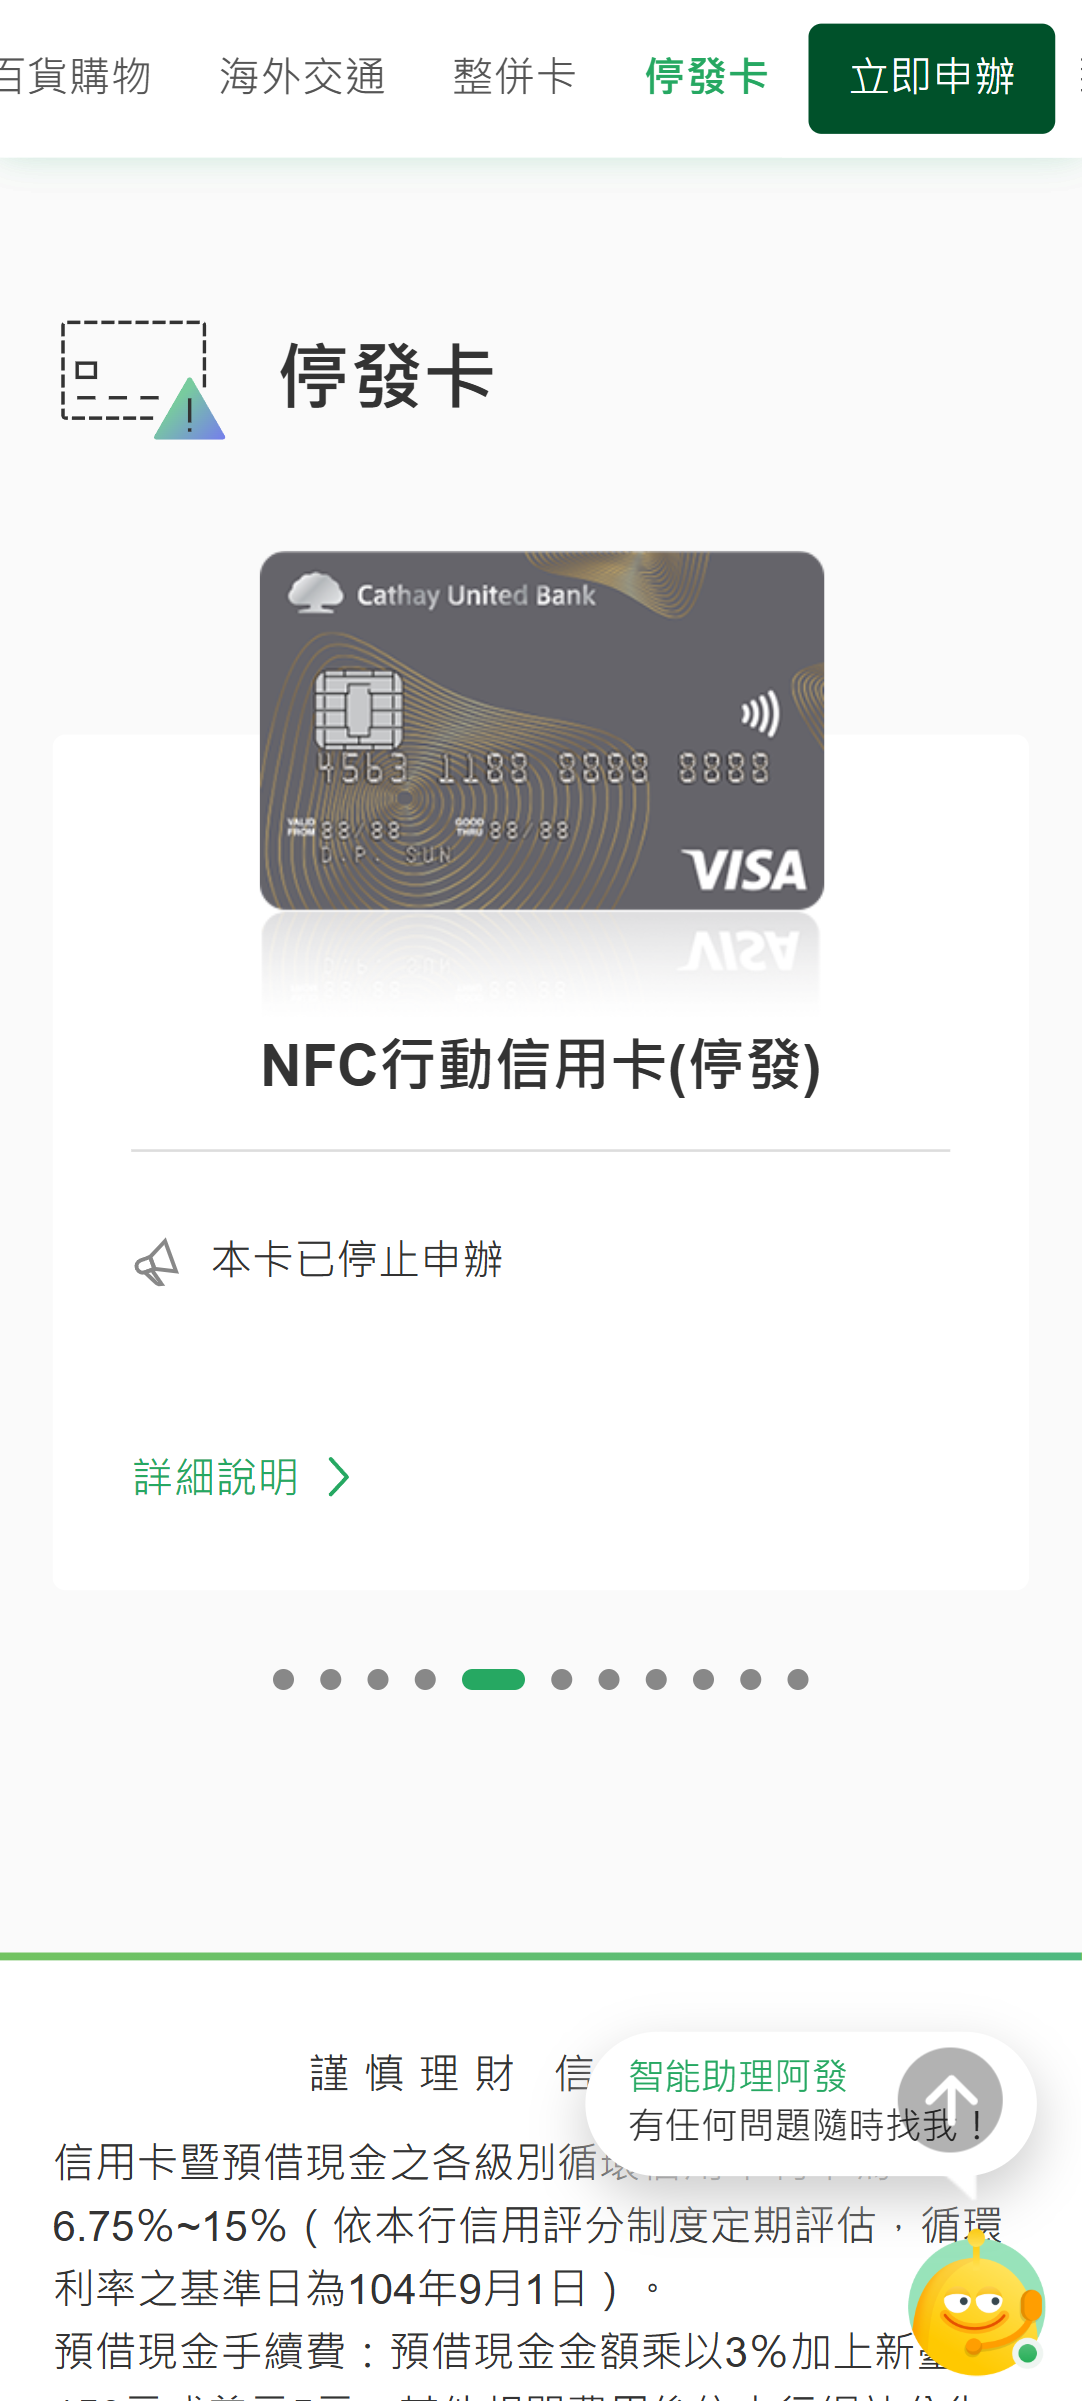 百貨購物 海外交通 整併卡 停發卡 立即申辦
停發卡
Cathay United Bank
4563 1188 8888 8888
VALID FROM 88/88 GOOD THRU 88/88
D.P. SUN
VISA
NFC行動信用卡(停發)
本卡已停止申辦
詳細說明
謹慎理財 信
智能助理阿發
有任何問題隨時找我！
信用卡暨預借現金之各級別循環信用
6.75%~15%（依本行信用評分制度定期評估，循環
利率之基準日為104年9月1日）。
預借現金手續費：預借現金金額乘以3%加上新臺